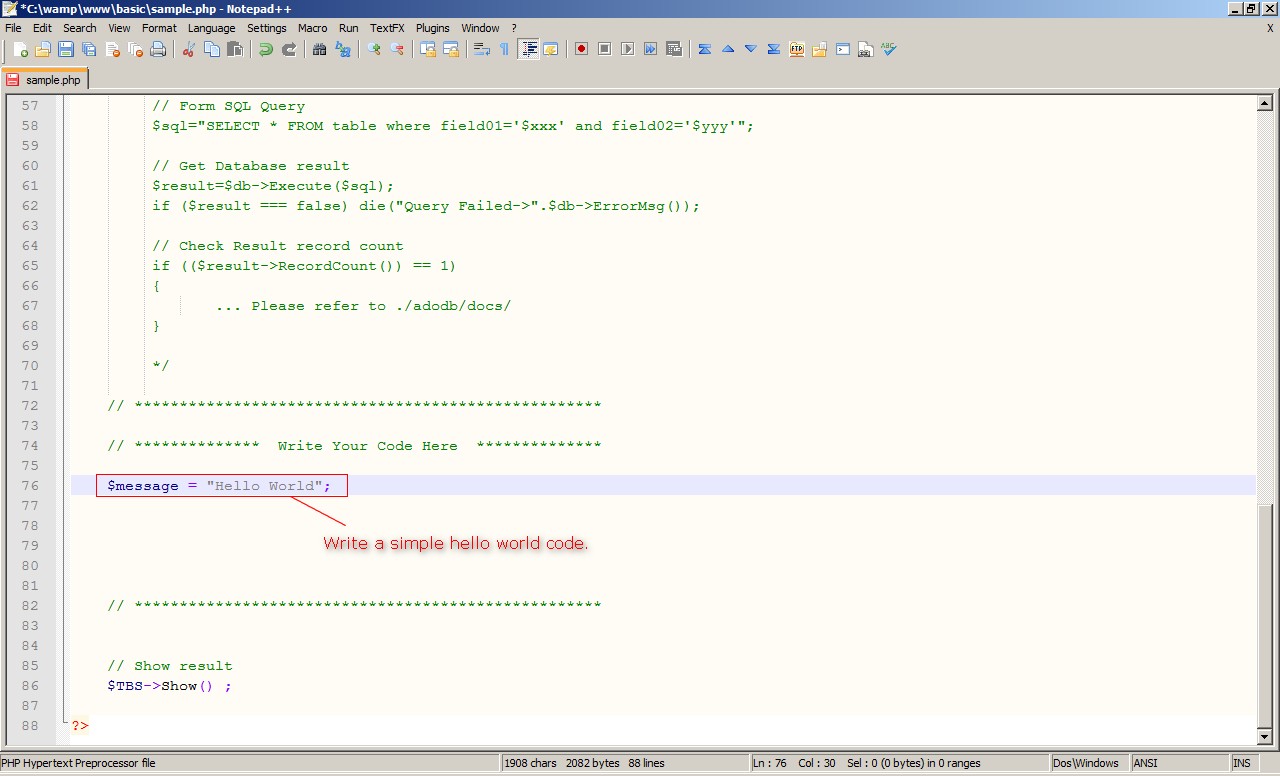 *C:\wamp\www\basic\sample.php - Notepad++
File Edit Search View Format Language Settings Macro Run TextFX Plugins Window ? X
sample.php
57 // Form SQL Query
58 $sql="SELECT * FROM table where field01='$xxx' and field02='$yyy'";
59
60 // Get Database result
61 $result=$db->Execute($sql);
62 if ($result === false) die("Query Failed->".$db->ErrorMsg());
63
64 // Check Result record count
65 if (($result->RecordCount()) == 1)
66 {
67 ... Please refer to ./adodb/docs/
68 }
69
70 */
71
72 // ****************************************************
73
74 // ************** Write Your Code Here **************
75
76 $message = "Hello World";
77
78
79 Write a simple hello world code.
80
81
82 // ****************************************************
83
84
85 // Show result
86 $TBS->Show() ;
87
88 ?>
PHP Hypertext Preprocessor file 1908 chars 2082 bytes 88 lines Ln : 76 Col : 30 Sel : 0 (0 bytes) in 0 ranges Dos\Windows ANSI INS